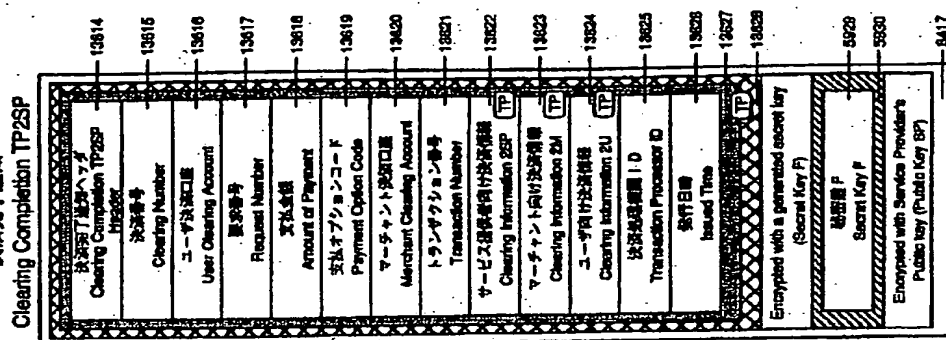 Clearing Completion TP2SP
決済完了通知ヘッダ
Clearing Completion TP2SP
Header
13614
決済番号
Clearing Number
13615
ユーザ決済口座
User Clearing Account
13616
要求番号
Requested Number
13617
支払金額
Amount of Payment
13618
支払オプションコード
Payment Option Code
13619
マーチャント決済口座
Merchant Clearing Account
13620
トランザクション番号
Transaction Number
13621
サービス提供者向け決済情報
Clearing Information 2SP
TP
13622
マーチャント向け決済情報
Clearing Information 2M
TP
13623
ユーザ向け決済情報
Clearing Information 2U
TP
13624
決済処理機関ID
Transaction Processor ID
13625
発行日時
Issued Time
13626
13627
TP
13628
Encrypted with a generated secret key
(Secret Key F)
秘密鍵 F
Secret Key F
5929
5930
Encrypted with Service Provider's
Public key (Public Key SP)
8417